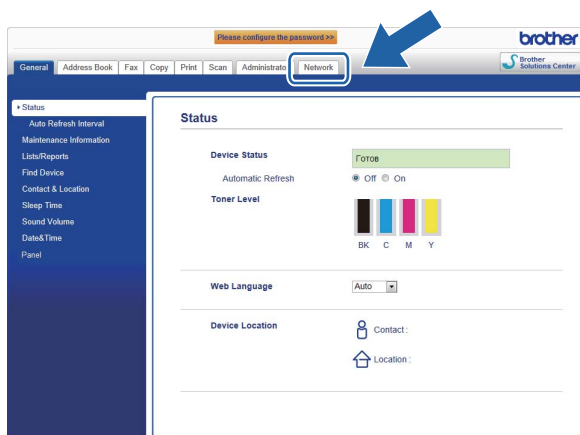 Please configure the password >>
brother
General Address Book Fax Copy Print Scan Administrato Network
Brother
Solutions Center
Status
Auto Refresh Interval
Maintenance Information
Lists/Reports
Find Device
Contact & Location
Sleep Time
Sound Volume
Date&Time
Panel
Status
Device Status Готов
Automatic Refresh Off On
Toner Level
BK C M Y
Web Language Auto
Device Location Contact :
Location :